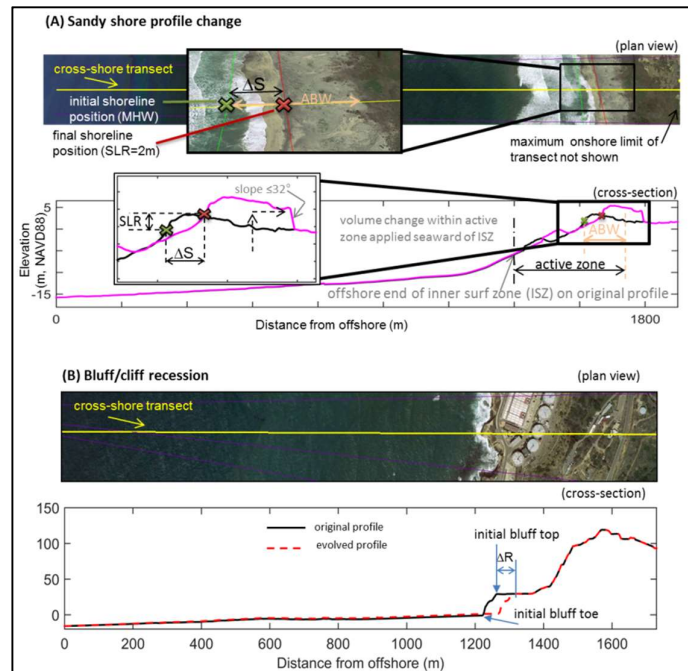 (A) Sandy shore profile change
(plan view)
cross-shore transect
ΔS
ABW
initial shoreline
position (MHW)
final shoreline
position (SLR=2m)
maximum onshore limit of
transect not shown
(cross-section)
slope ≤32°
SLR
ΔS
volume change within active
zone applied seaward of ISZ
ABW
active zone
offshore end of inner surf zone (ISZ) on original profile
Elevation
(m, NAVD88)
-15
0
Distance from offshore (m)
1800
(B) Bluff/cliff recession
(plan view)
cross-shore transect
(cross-section)
150
100
50
0
original profile
evolved profile
initial bluff top
ΔR
initial bluff toe
0 200 400 600 800 1000 1200 1400 1600
Distance from offshore (m)